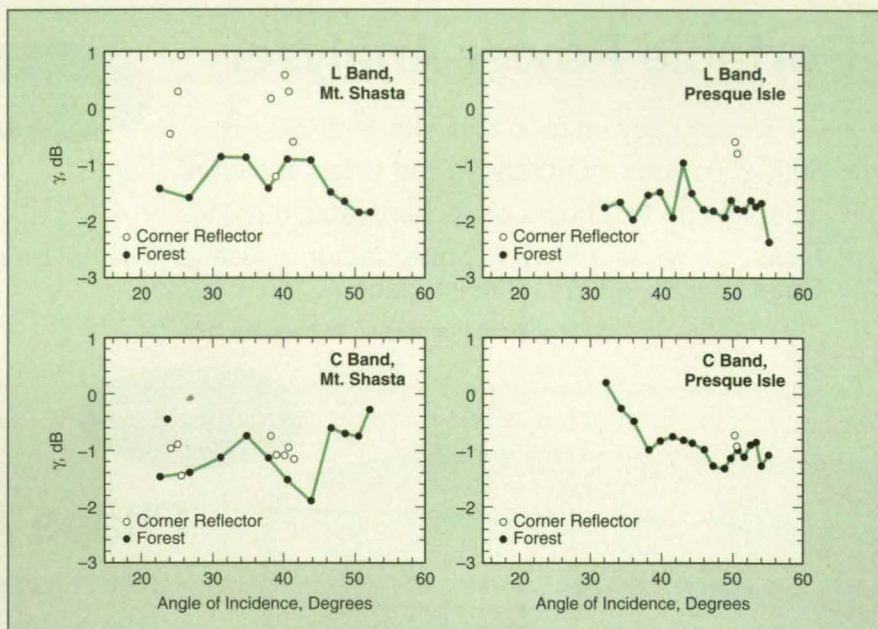 L Band,
Mt. Shasta
γ, dB
1
0
−1
−2
−3
○ Corner Reflector
● Forest
20 30 40 50 60
L Band,
Presque Isle
1
0
−1
−2
−3
○ Corner Reflector
● Forest
20 30 40 50 60
C Band,
Mt. Shasta
γ, dB
1
0
−1
−2
−3
○ Corner Reflector
● Forest
20 30 40 50 60
Angle of Incidence, Degrees
C Band,
Presque Isle
1
0
−1
−2
−3
○ Corner Reflector
● Forest
20 30 40 50 60
Angle of Incidence, Degrees